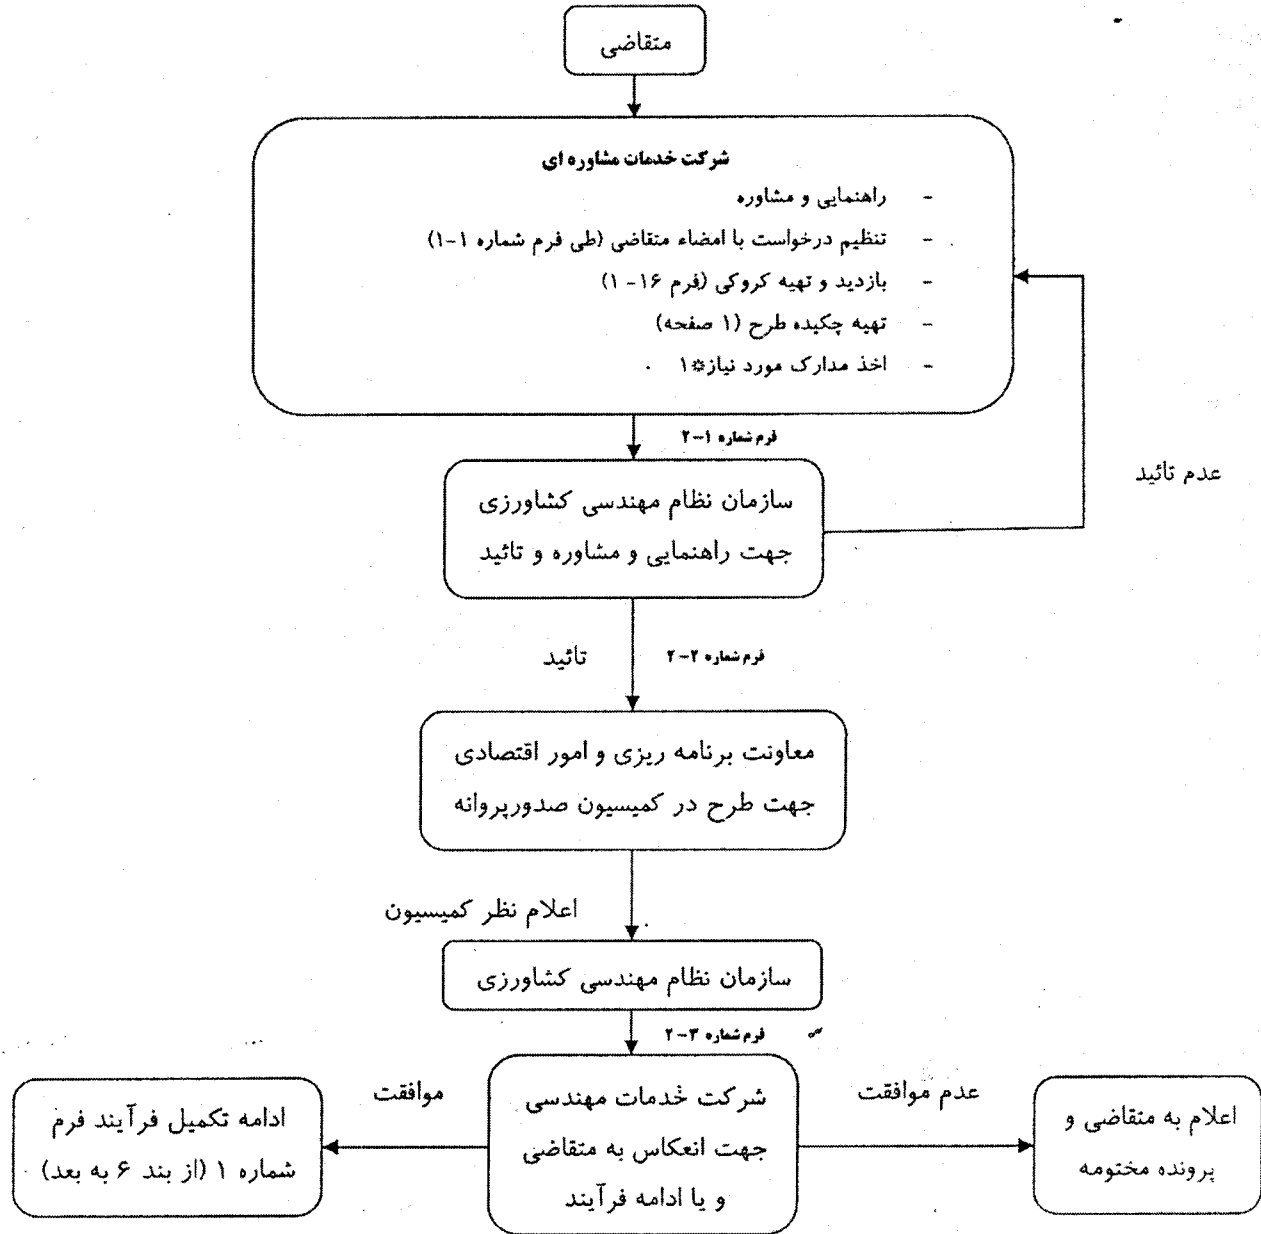 متقاضی
شرکت خدمات مشاوره ای
- راهنمایی و مشاوره
- تنظیم درخواست با امضاء متقاضی (طی فرم شماره ۱-۱)
- بازدید و تهیه کروکی (فرم ۱۶- ۱)
- تهیه چکیده طرح (۱ صفحه)
- اخذ مدارک مورد نیاز*۱
فرم شماره ۱-۲
سازمان نظام مهندسی کشاورزی
جهت راهنمایی و مشاوره و تائید
عدم تائید
تائید
فرم شماره ۲-۲
معاونت برنامه ریزی و امور اقتصادی
جهت طرح در کمیسیون صدورپروانه
اعلام نظر کمیسیون
سازمان نظام مهندسی کشاورزی
فرم شماره ۳-۲
شرکت خدمات مهندسی
جهت انعکاس به متقاضی
و یا ادامه فرآیند
عدم موافقت
اعلام به متقاضی و
پرونده مختومه
موافقت
ادامه تکمیل فرآیند فرم
شماره ۱ (از بند ۶ به بعد)